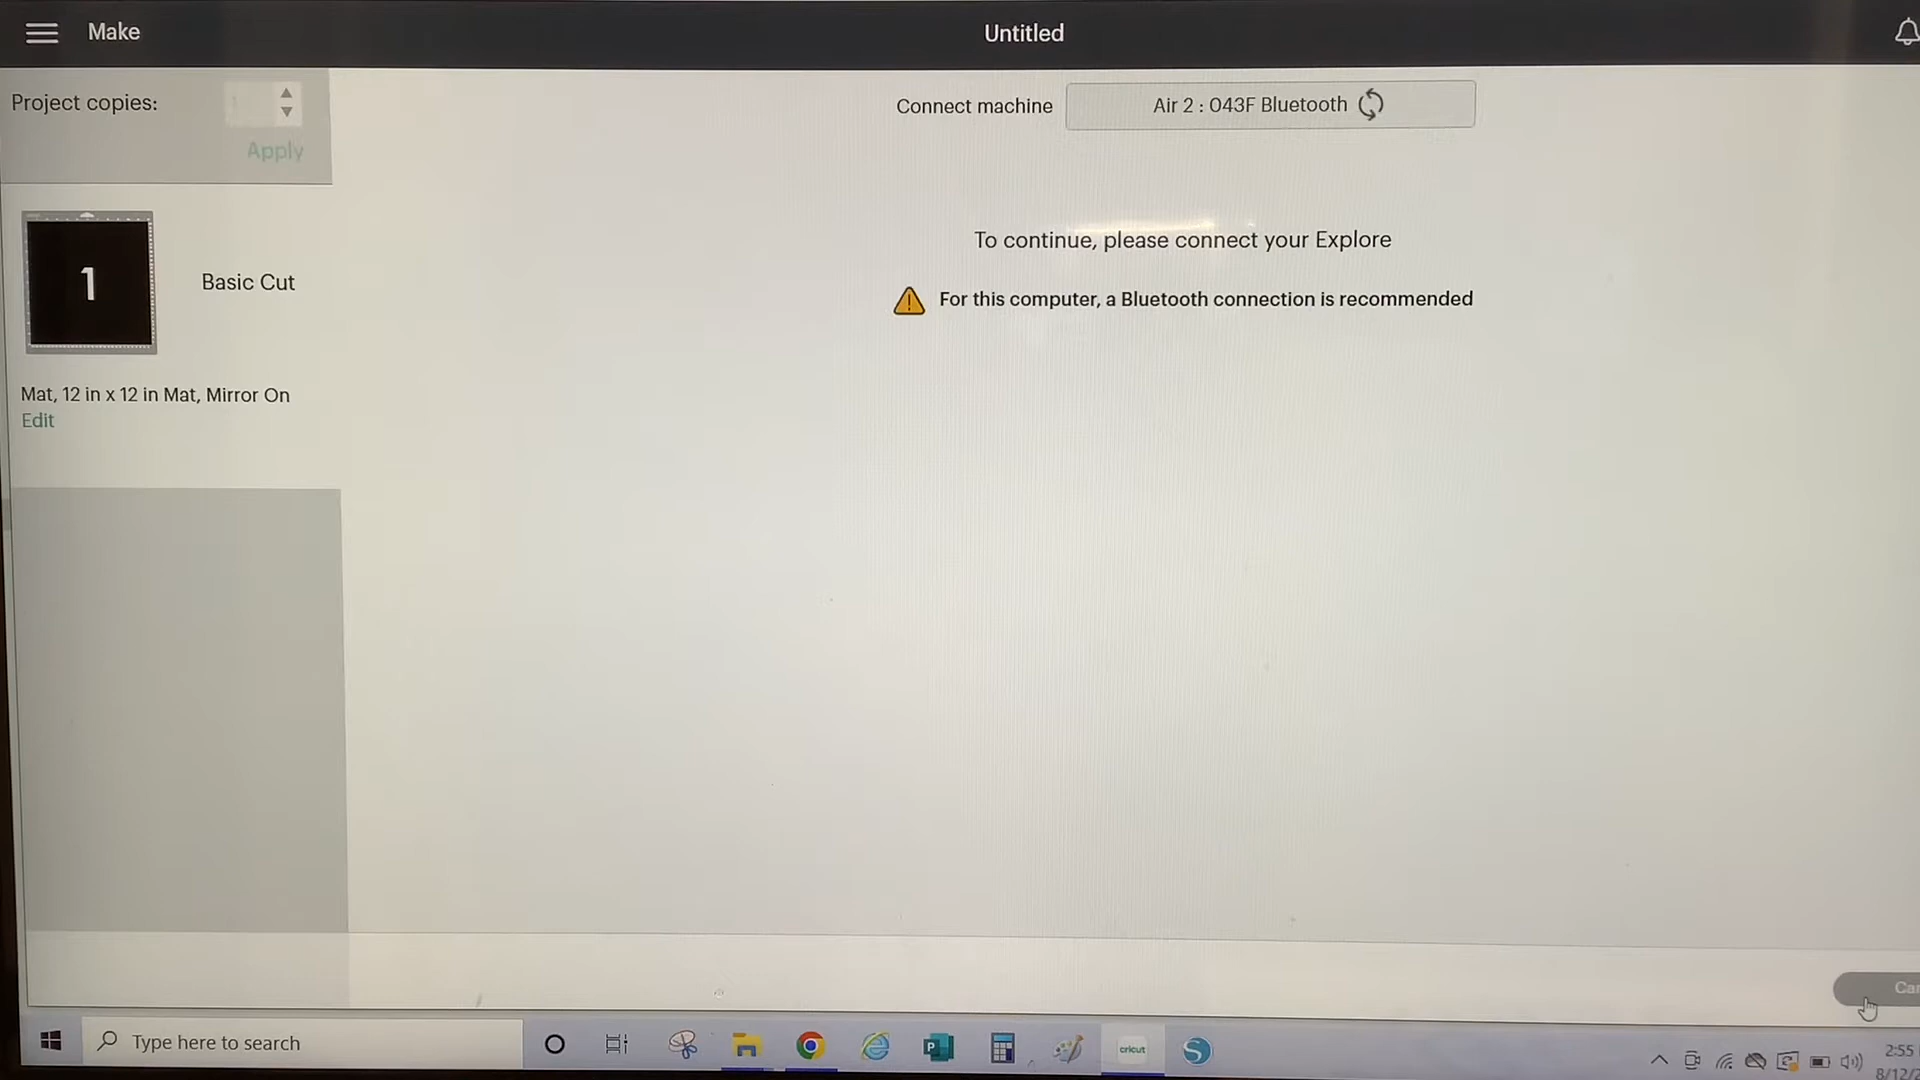 Make
Untitled
Project copies:
Apply
Connect machine
Air 2 : 043F Bluetooth
To continue, please connect your Explore
For this computer, a Bluetooth connection is recommended
1
Basic Cut
Mat, 12 in x 12 in Mat, Mirror On
Edit
Type here to search
cricut
2:55